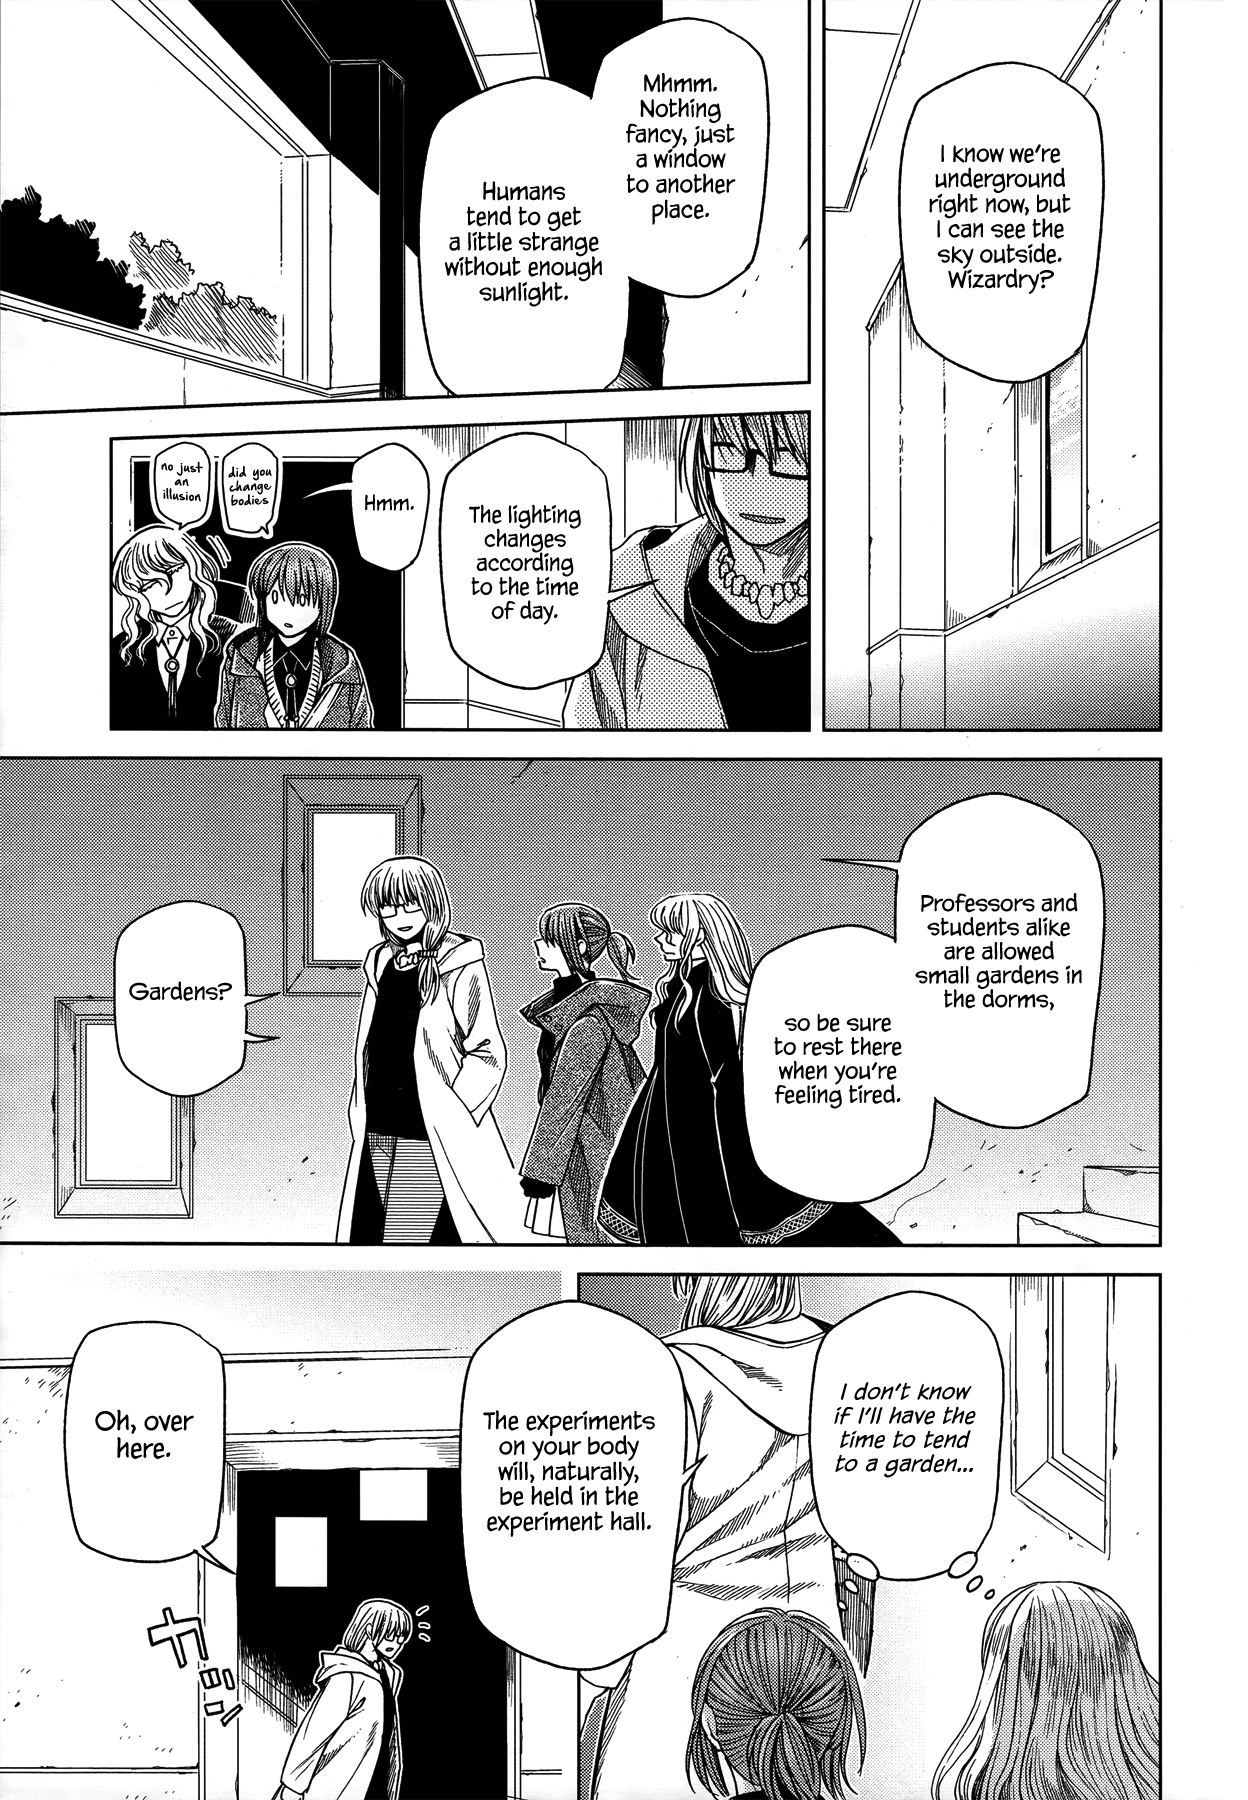 I know we're
underground
right now, but
I can see the
sky outside.
Wizardry?
Mhmm.
Nothing
fancy, just
a window
to another
place.
Humans
tend to get
a little strange
without enough
sunlight.
The lighting
changes
according
to the time
of day.
Hmm.
did you
change
bodies
no just
an
illusion
Professors and
students alike
are allowed
small gardens in
the dorms,
so be sure
to rest there
when you're
feeling tired.
Gardens?
I don't know
if I'll have the
time to tend
to a garden...
The experiments
on your body
will, naturally,
be held in the
experiment hall.
Oh, over
here.